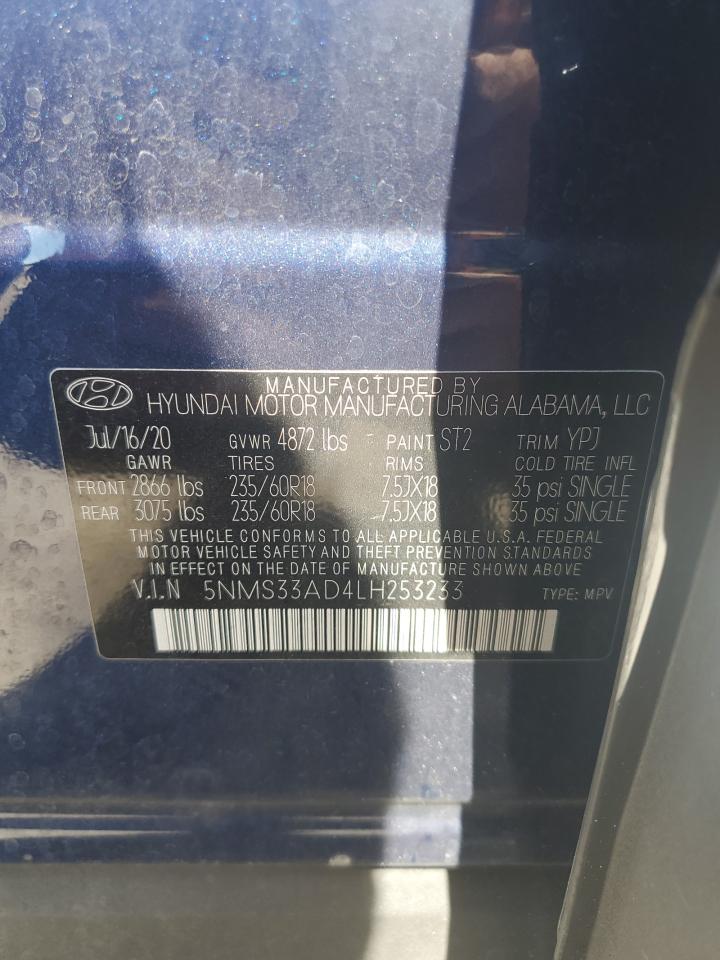 MANUFACTURED BY
HYUNDAI MOTOR MANUFACTURING ALABAMA, LLC
Jul/16/20 GVWR 4872 lbs PAINT ST2 TRIM YPJ
GAWR TIRES RIMS COLD TIRE INFL
FRONT 2866 lbs 235/60R18 7.5JX18 35 psi SINGLE
REAR 3075 lbs 235/60R18 7.5JX18 35 psi SINGLE
THIS VEHICLE CONFORMS TO ALL APPLICABLE U.S.A. FEDERAL
MOTOR VEHICLE SAFETY AND THEFT PREVENTION STANDARDS
IN EFFECT ON THE DATE OF MANUFACTURE SHOWN ABOVE.
V.I.N 5NMS33AD4LH253233 TYPE: MPV